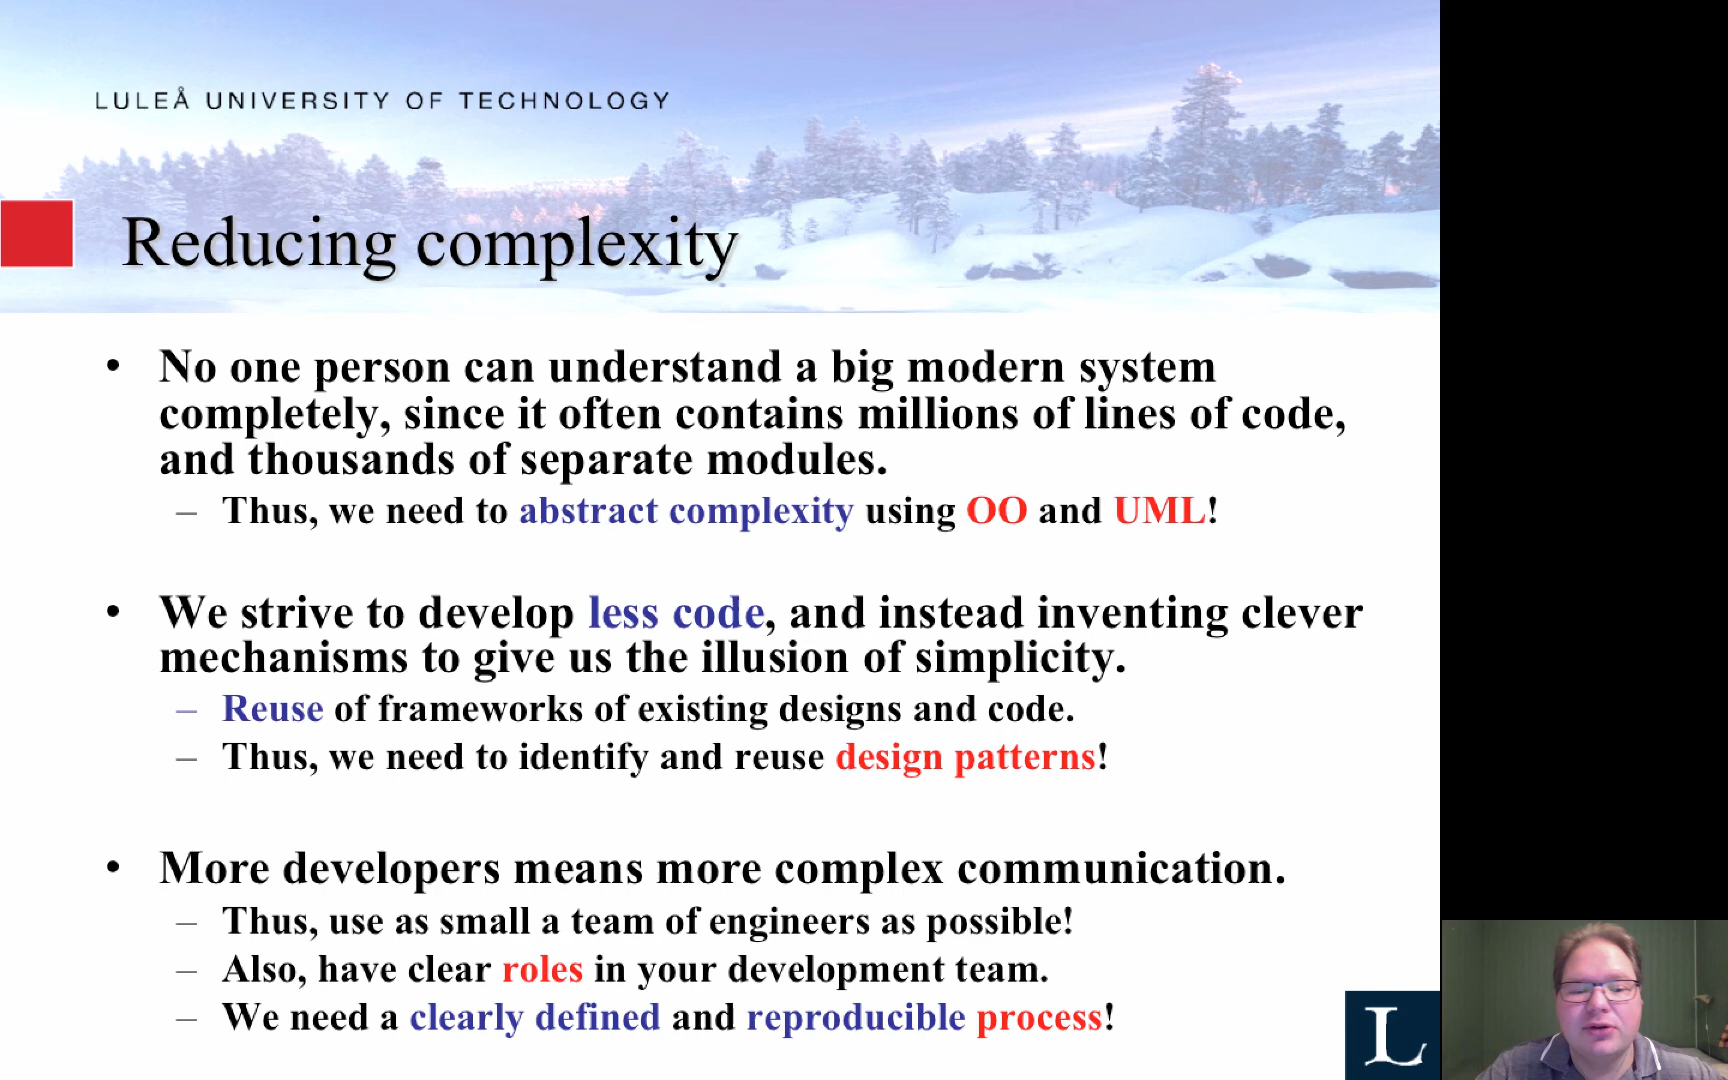 LULEÅ UNIVERSITY OF TECHNOLOGY
Reducing complexity
• No one person can understand a big modern system
completely, since it often contains millions of lines of code,
and thousands of separate modules.
– Thus, we need to abstract complexity using OO and UML!
• We strive to develop less code, and instead inventing clever
mechanisms to give us the illusion of simplicity.
– Reuse of frameworks of existing designs and code.
– Thus, we need to identify and reuse design patterns!
• More developers means more complex communication.
– Thus, use as small a team of engineers as possible!
– Also, have clear roles in your development team.
– We need a clearly defined and reproducible process!
L